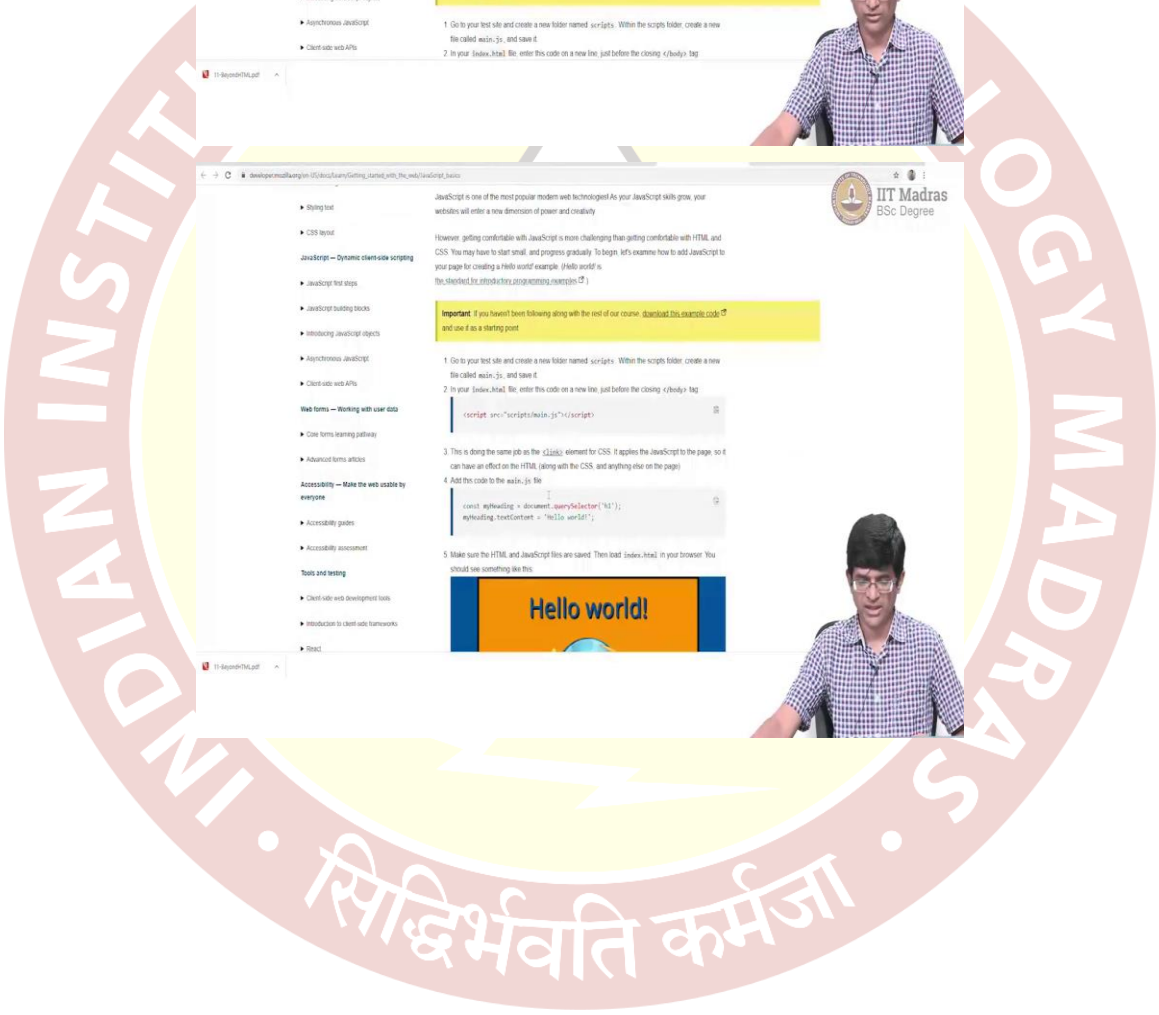 ▶ Asynchronous JavaScript
▶ Client-side web APIs
1. Go to your test site and create a new folder named scripts. Within the scripts folder, create a new
file called main.js, and save it.
2. In your index.html file, enter this code on a new line, just before the closing </body> tag:
11-BeyondHTML.pdf
developer.mozilla.org/en-US/docs/Learn/Getting_started_with_the_web/JavaScript_basics
IIT Madras
BSc Degree
▶ Styling text
▶ CSS layout
JavaScript — Dynamic client-side scripting
▶ JavaScript first steps
▶ JavaScript building blocks
▶ Introducing JavaScript objects
▶ Asynchronous JavaScript
▶ Client-side web APIs
Web forms — Working with user data
▶ Core forms learning pathway
▶ Advanced forms articles
Accessibility — Make the web usable by
everyone
▶ Accessibility guides
▶ Accessibility assessment
Tools and testing
▶ Client-side web development tools
▶ Introduction to client-side frameworks
▶ React
JavaScript is one of the most popular modern web technologies! As your JavaScript skills grow, your
websites will enter a new dimension of power and creativity.
However, getting comfortable with JavaScript is more challenging than getting comfortable with HTML and
CSS. You may have to start small, and progress gradually. To begin, let's examine how to add JavaScript to
your page for creating a Hello world! example. (Hello world! is
the standard for introductory programming examples.)
Important: If you haven't been following along with the rest of our course, download this example code
and use it as a starting point.
1. Go to your test site and create a new folder named scripts. Within the scripts folder, create a new
file called main.js, and save it.
2. In your index.html file, enter this code on a new line, just before the closing </body> tag:
<script src="scripts/main.js"></script>
3. This is doing the same job as the <link> element for CSS. It applies the JavaScript to the page, so it
can have an effect on the HTML (along with the CSS, and anything else on the page).
4. Add this code to the main.js file:
const myHeading = document.querySelector('h1');
myHeading.textContent = 'Hello world!';
5. Make sure the HTML and JavaScript files are saved. Then load index.html in your browser. You
should see something like this:
Hello world!
11-BeyondHTML.pdf
INDIAN INSTIT
OLOGY MADRAS
सिद्धिर्भवति कर्मजा